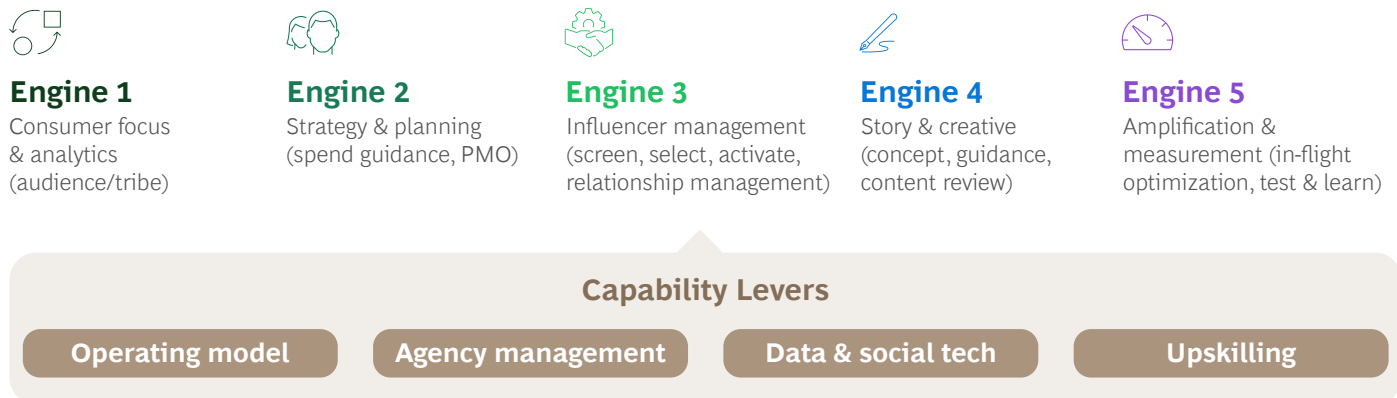 Engine 1
Consumer focus
& analytics
(audience/tribe)
Engine 2
Strategy & planning
(spend guidance, PMO)
Engine 3
Influencer management
(screen, select, activate,
relationship management)
Engine 4
Story & creative
(concept, guidance,
content review)
Engine 5
Amplification &
measurement (in-flight
optimization, test & learn)
Capability Levers
Operating model
Agency management
Data & social tech
Upskilling